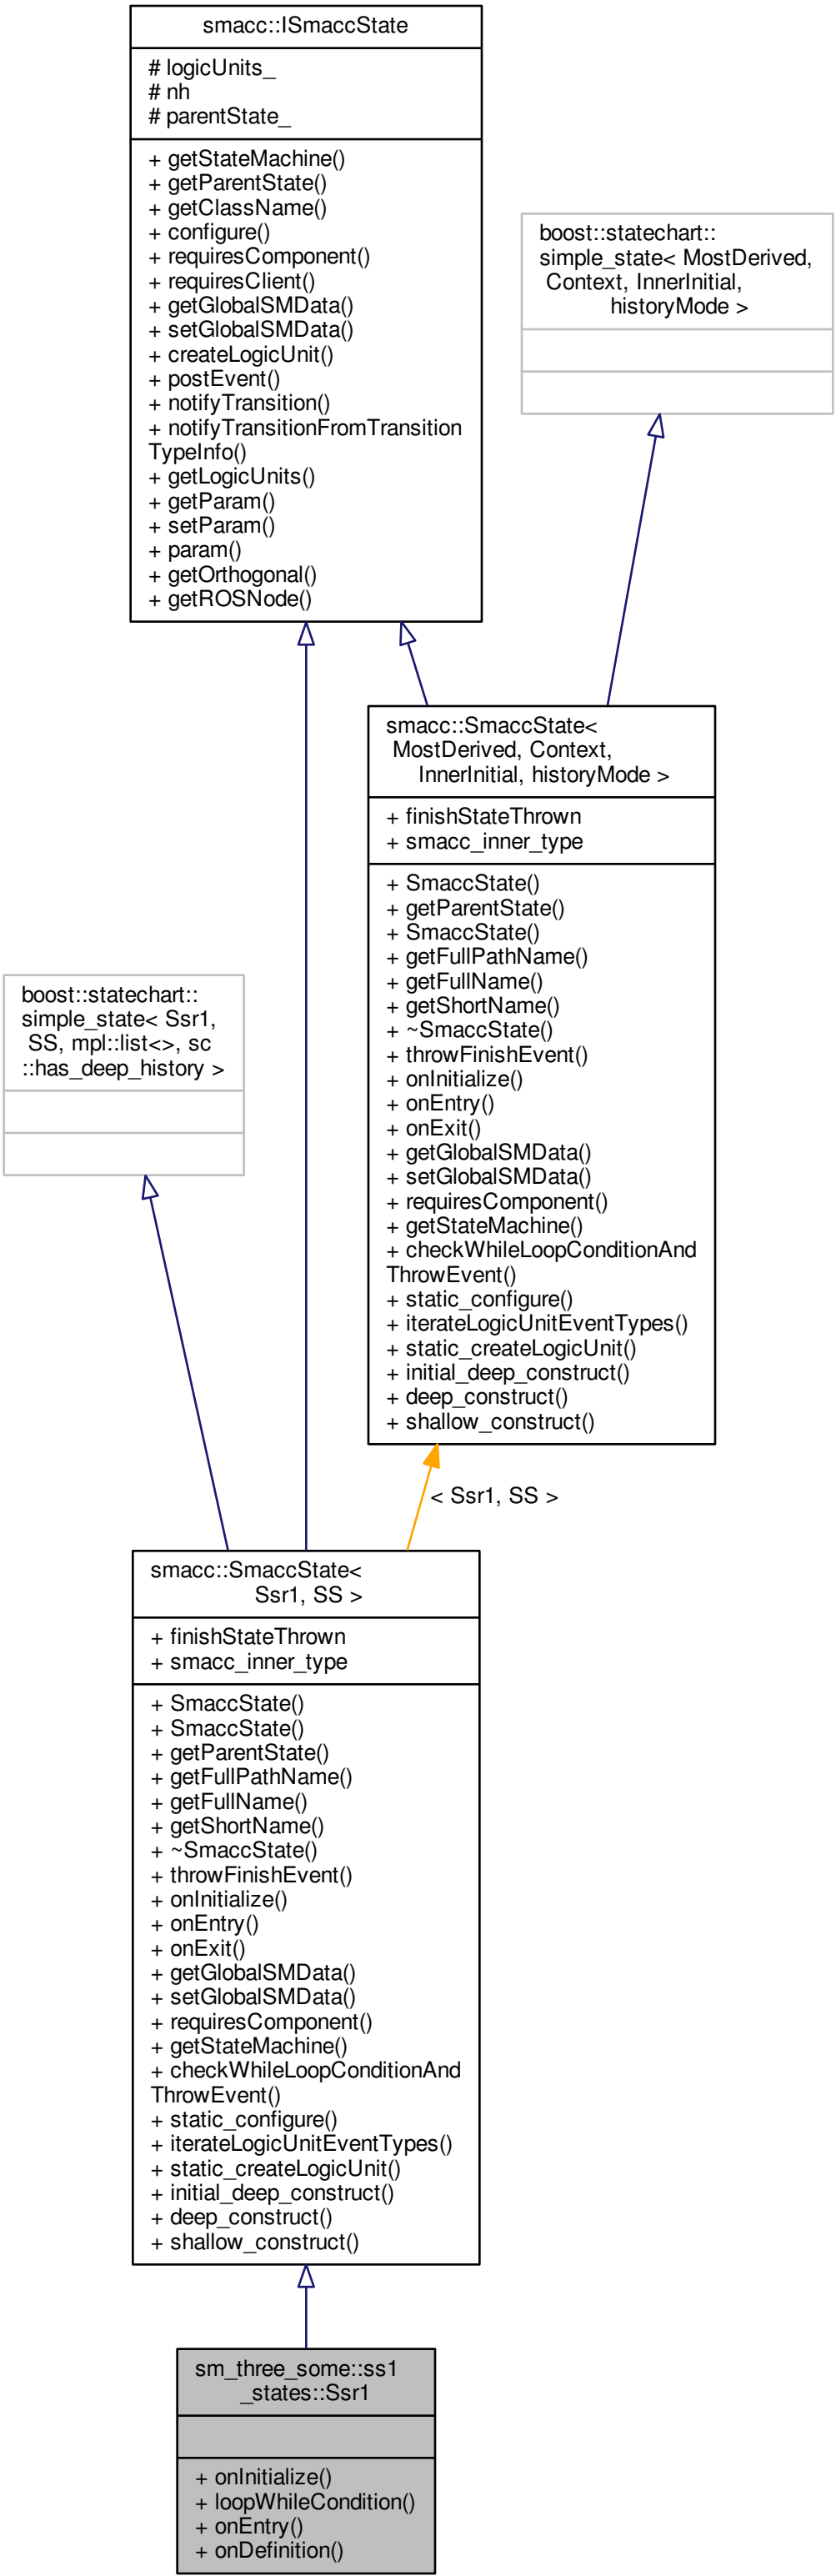 smacc::ISmaccState
# logicUnits_
# nh
# parentState_
+ getStateMachine()
+ getParentState()
+ getClassName()
+ configure()
+ requiresComponent()
+ requiresClient()
+ getGlobalSMData()
+ setGlobalSMData()
+ createLogicUnit()
+ postEvent()
+ notifyTransition()
+ notifyTransitionFromTransition
TypeInfo()
+ getLogicUnits()
+ getParam()
+ setParam()
+ param()
+ getOrthogonal()
+ getROSNode()
boost::statechart::
simple_state< MostDerived,
Context, InnerInitial,
historyMode >
smacc::SmaccState<
MostDerived, Context,
InnerInitial, historyMode >
+ finishStateThrown
+ smacc_inner_type
+ SmaccState()
+ getParentState()
+ SmaccState()
+ getFullPathName()
+ getFullName()
+ getShortName()
+ ~SmaccState()
+ throwFinishEvent()
+ onInitialize()
+ onEntry()
+ onExit()
+ getGlobalSMData()
+ setGlobalSMData()
+ requiresComponent()
+ getStateMachine()
+ checkWhileLoopConditionAnd
ThrowEvent()
+ static_configure()
+ iterateLogicUnitEventTypes()
+ static_createLogicUnit()
+ initial_deep_construct()
+ deep_construct()
+ shallow_construct()
boost::statechart::
simple_state< Ssr1,
SS, mpl::list<>, sc
::has_deep_history >
< Ssr1, SS >
smacc::SmaccState<
Ssr1, SS >
+ finishStateThrown
+ smacc_inner_type
+ SmaccState()
+ SmaccState()
+ getParentState()
+ getFullPathName()
+ getFullName()
+ getShortName()
+ ~SmaccState()
+ throwFinishEvent()
+ onInitialize()
+ onEntry()
+ onExit()
+ getGlobalSMData()
+ setGlobalSMData()
+ requiresComponent()
+ getStateMachine()
+ checkWhileLoopConditionAnd
ThrowEvent()
+ static_configure()
+ iterateLogicUnitEventTypes()
+ static_createLogicUnit()
+ initial_deep_construct()
+ deep_construct()
+ shallow_construct()
sm_three_some::ss1
_states::Ssr1
+ onInitialize()
+ loopWhileCondition()
+ onEntry()
+ onDefinition()